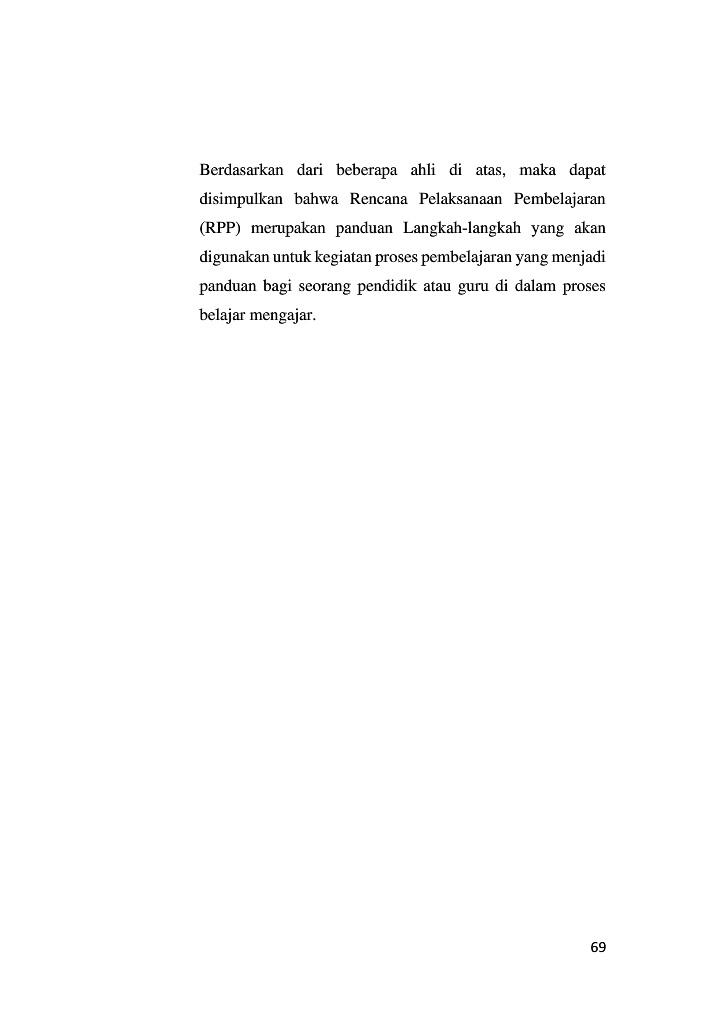 Berdasarkan dari beberapa ahli di atas, maka dapat
disimpulkan bahwa Rencana Pelaksanaan Pembelajaran
(RPP) merupakan panduan Langkah-langkah yang akan
digunakan untuk kegiatan proses pembelajaran yang menjadi
panduan bagi seorang pendidik atau guru di dalam proses
belajar mengajar.
69